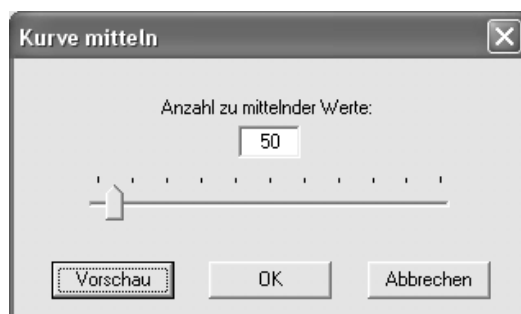 Kurve mitteln
Anzahl zu mittelnder Werte:
50
Vorschau OK Abbrechen